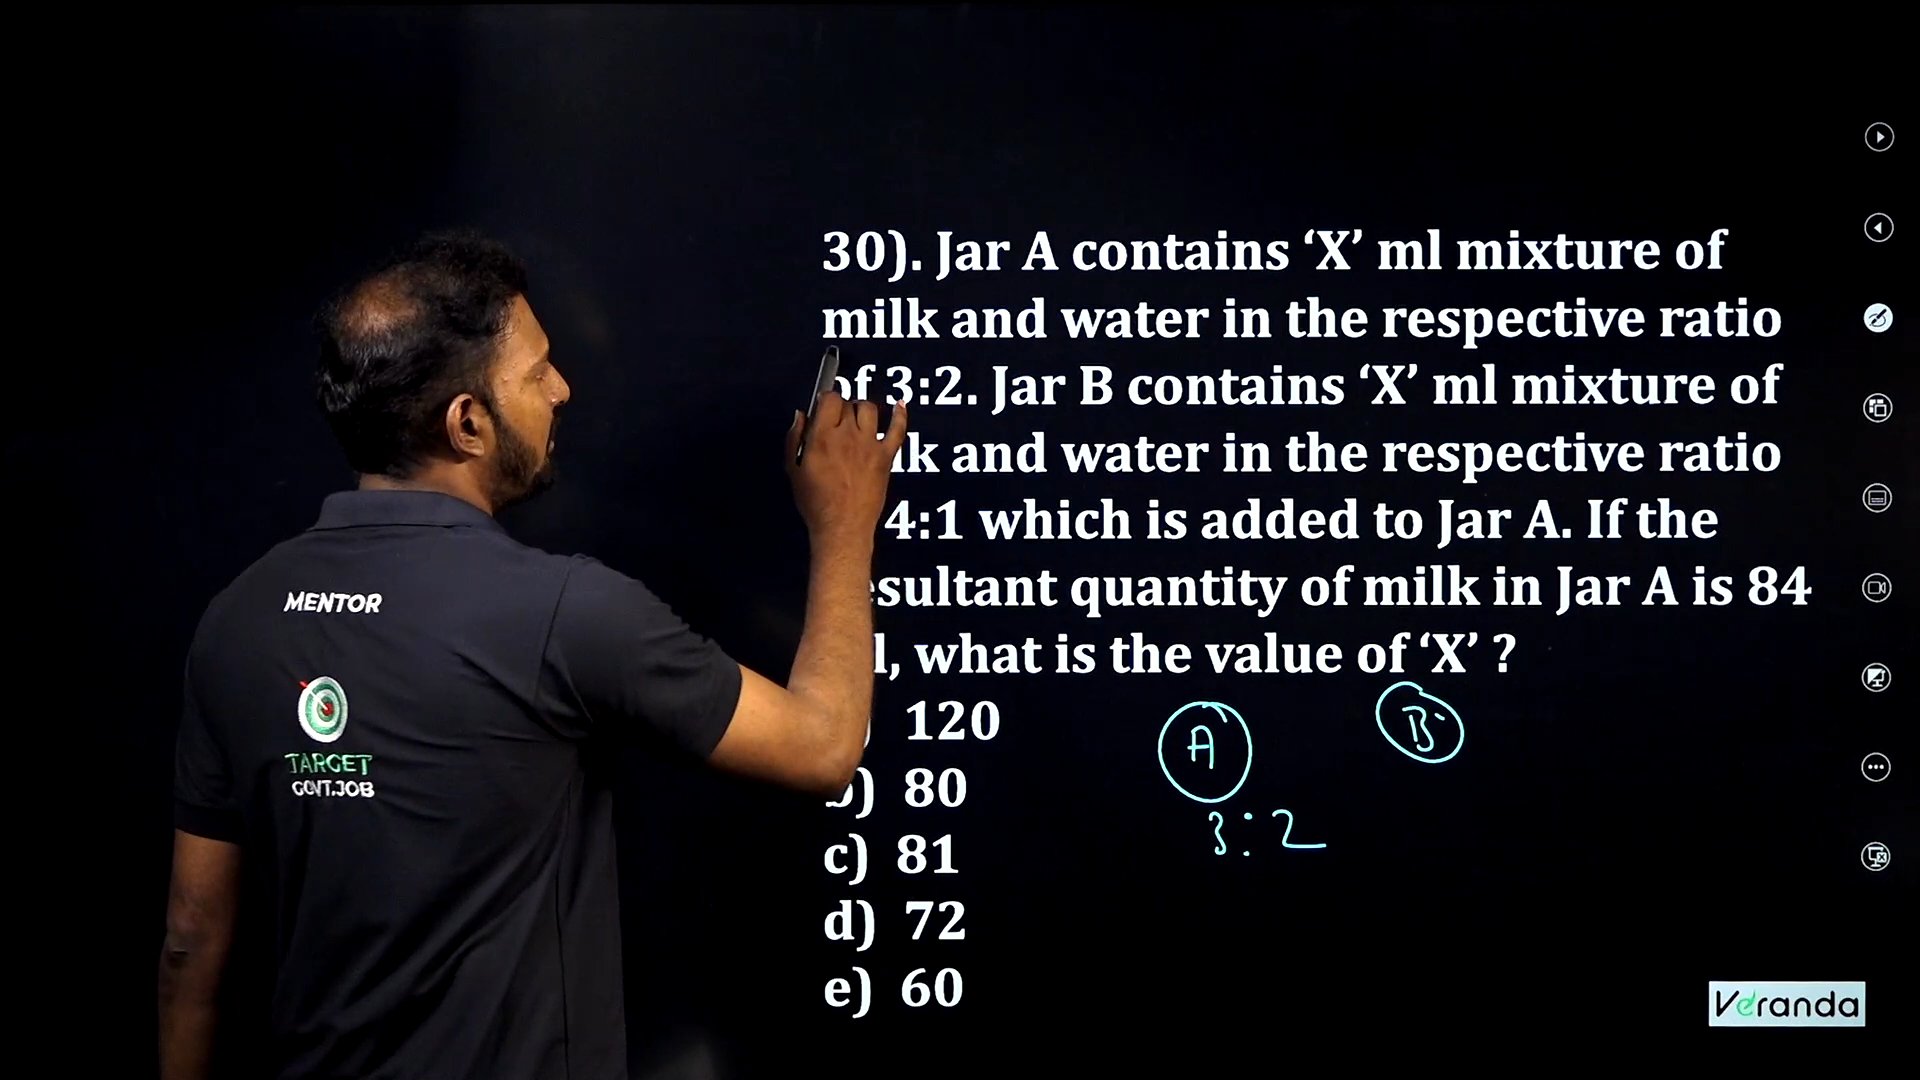 30). Jar A contains ‘X’ ml mixture of
milk and water in the respective ratio
of 3:2. Jar B contains ‘X’ ml mixture of
lk and water in the respective ratio
4:1 which is added to Jar A. If the
esultant quantity of milk in Jar A is 84
l, what is the value of ‘X’ ?
) 120
b) 80
c) 81
d) 72
e) 60
A
B
3:2
MENTOR
TARGET
GOVT.JOB
Veranda